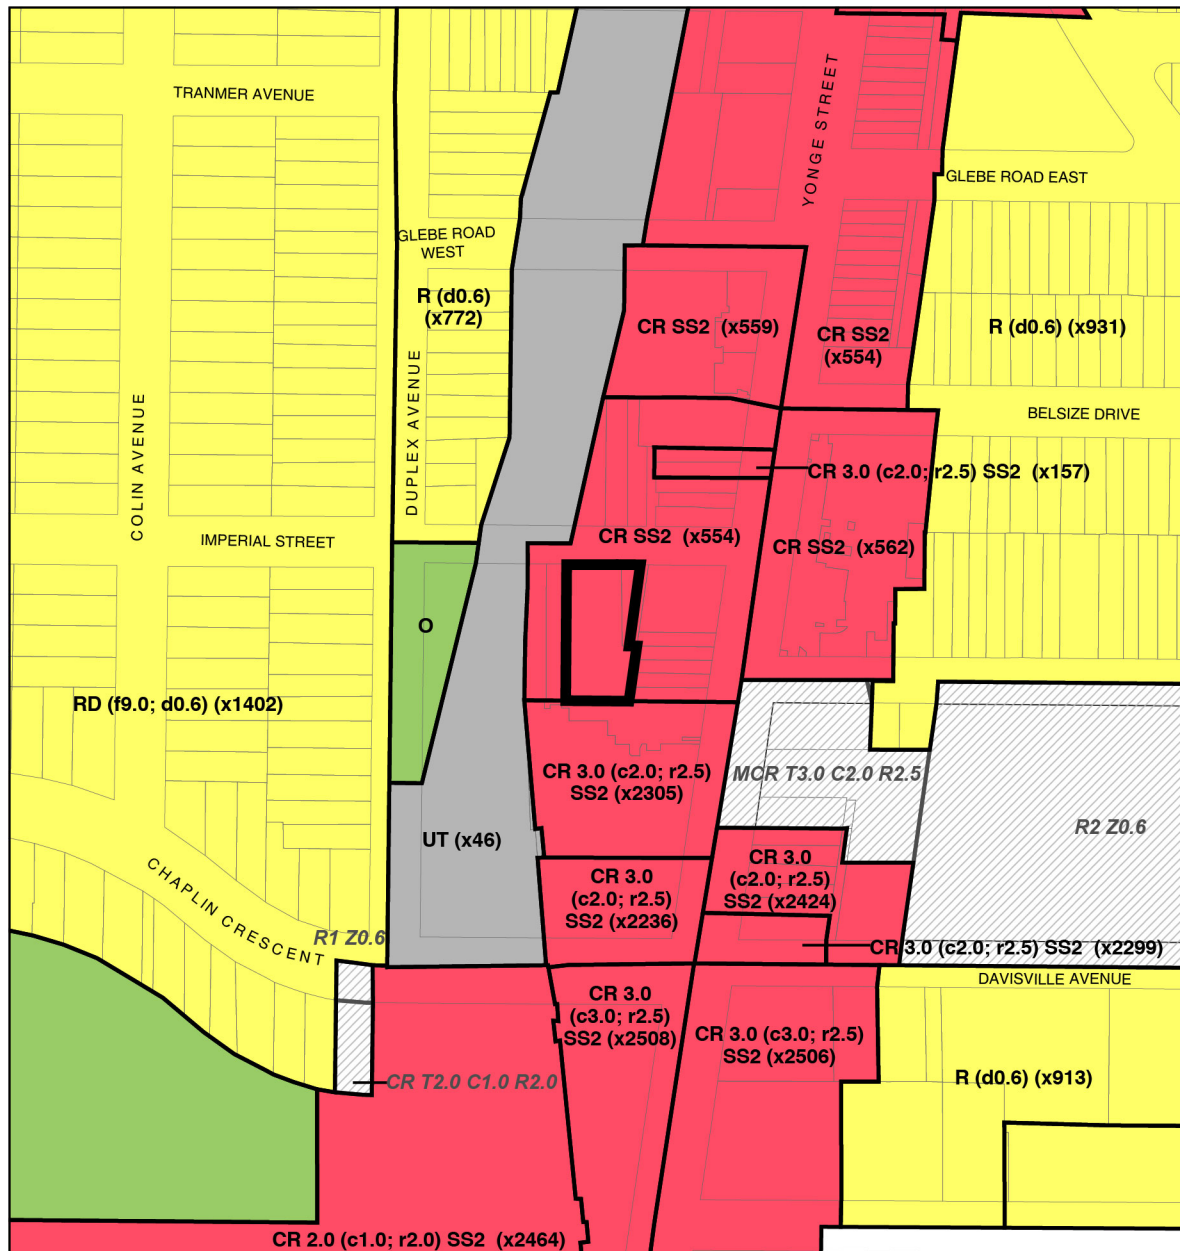 TRANMER AVENUE
YONGE STREET
GLEBE ROAD EAST
GLEBE ROAD
WEST
R (d0.6)
(x772)
CR SS2 (x559)
CR SS2
(x554)
R (d0.6) (x931)
COLIN AVENUE
DUPLEX AVENUE
BELSIZE DRIVE
CR 3.0 (c2.0; r2.5) SS2 (x157)
IMPERIAL STREET
CR SS2 (x554)
CR SS2 (x562)
O
RD (f9.0; d0.6) (x1402)
CR 3.0 (c2.0; r2.5)
SS2 (x2305)
MCR T3.0 C2.0 R2.5
R2 Z0.6
UT (x46)
CHAPLIN CRESCENT
CR 3.0
(c2.0; r2.5)
SS2 (x2236)
CR 3.0
(c2.0; r2.5)
SS2 (x2424)
R1 Z0.6
CR 3.0 (c2.0; r2.5) SS2 (x2299)
DAVISVILLE AVENUE
CR 3.0
(c3.0; r2.5)
SS2 (x2508)
CR 3.0 (c3.0; r2.5)
SS2 (x2506)
CR T2.0 C1.0 R2.0
R (d0.6) (x913)
CR 2.0 (c1.0; r2.0) SS2 (x2464)